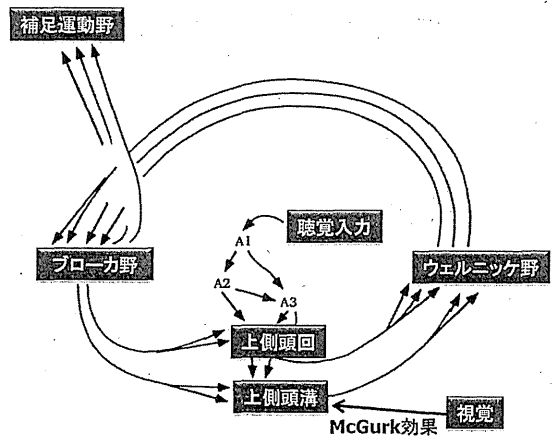 補足運動野
聴覚入力
A1
ブローカ野
ウェルニッケ野
A2
A3
上側頭回
上側頭溝
視覚
McGurk効果